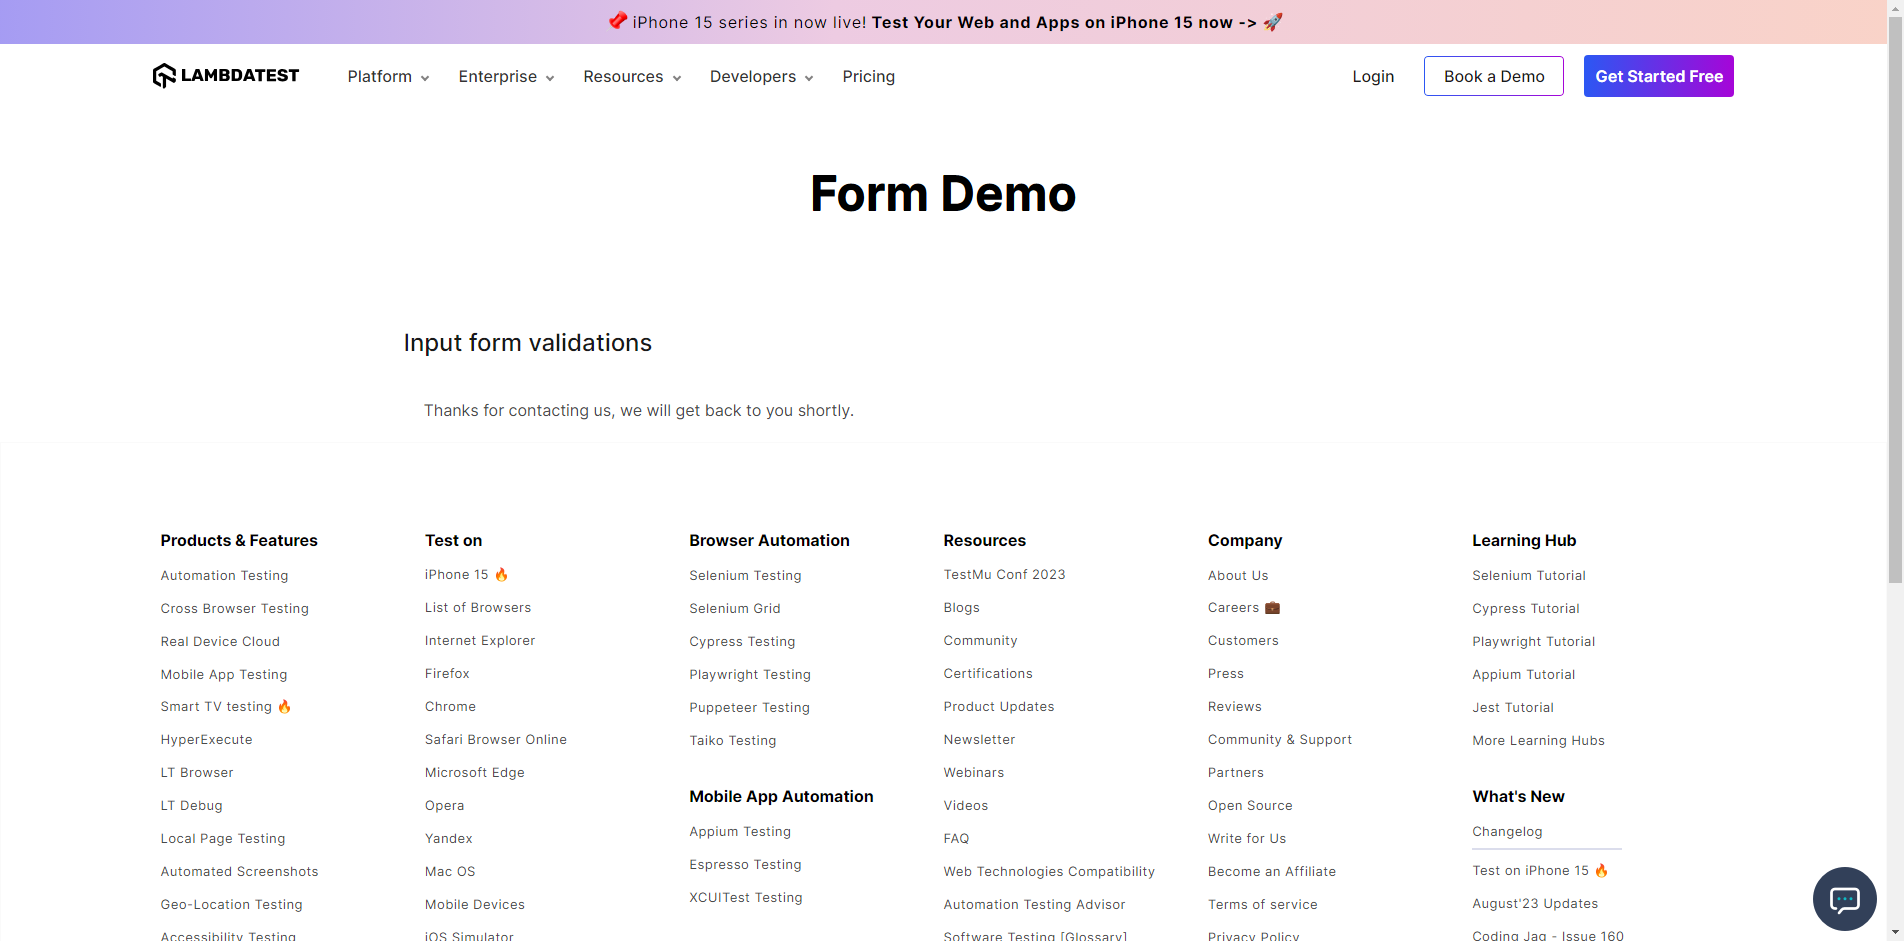 📌 iPhone 15 series in now live! Test Your Web and Apps on iPhone 15 now -> 🚀
LAMBDATEST Platform Enterprise Resources Developers Pricing Login Book a Demo Get Started Free
Form Demo
Input form validations
Thanks for contacting us, we will get back to you shortly.
Products & Features
Automation Testing
Cross Browser Testing
Real Device Cloud
Mobile App Testing
Smart TV testing 🔥
HyperExecute
LT Browser
LT Debug
Local Page Testing
Automated Screenshots
Geo-Location Testing
Accessibility Testing
Test on
iPhone 15 🔥
List of Browsers
Internet Explorer
Firefox
Chrome
Safari Browser Online
Microsoft Edge
Opera
Yandex
Mac OS
Mobile Devices
iOS Simulator
Browser Automation
Selenium Testing
Selenium Grid
Cypress Testing
Playwright Testing
Puppeteer Testing
Taiko Testing
Mobile App Automation
Appium Testing
Espresso Testing
XCUITest Testing
Resources
TestMu Conf 2023
Blogs
Community
Certifications
Product Updates
Newsletter
Webinars
Videos
FAQ
Web Technologies Compatibility
Automation Testing Advisor
Software Testing [Glossary]
Company
About Us
Careers 💼
Customers
Press
Reviews
Community & Support
Partners
Open Source
Write for Us
Become an Affiliate
Terms of service
Privacy Policy
Learning Hub
Selenium Tutorial
Cypress Tutorial
Playwright Tutorial
Appium Tutorial
Jest Tutorial
More Learning Hubs
What's New
Changelog
Test on iPhone 15 🔥
August'23 Updates
Coding Jag - Issue 160